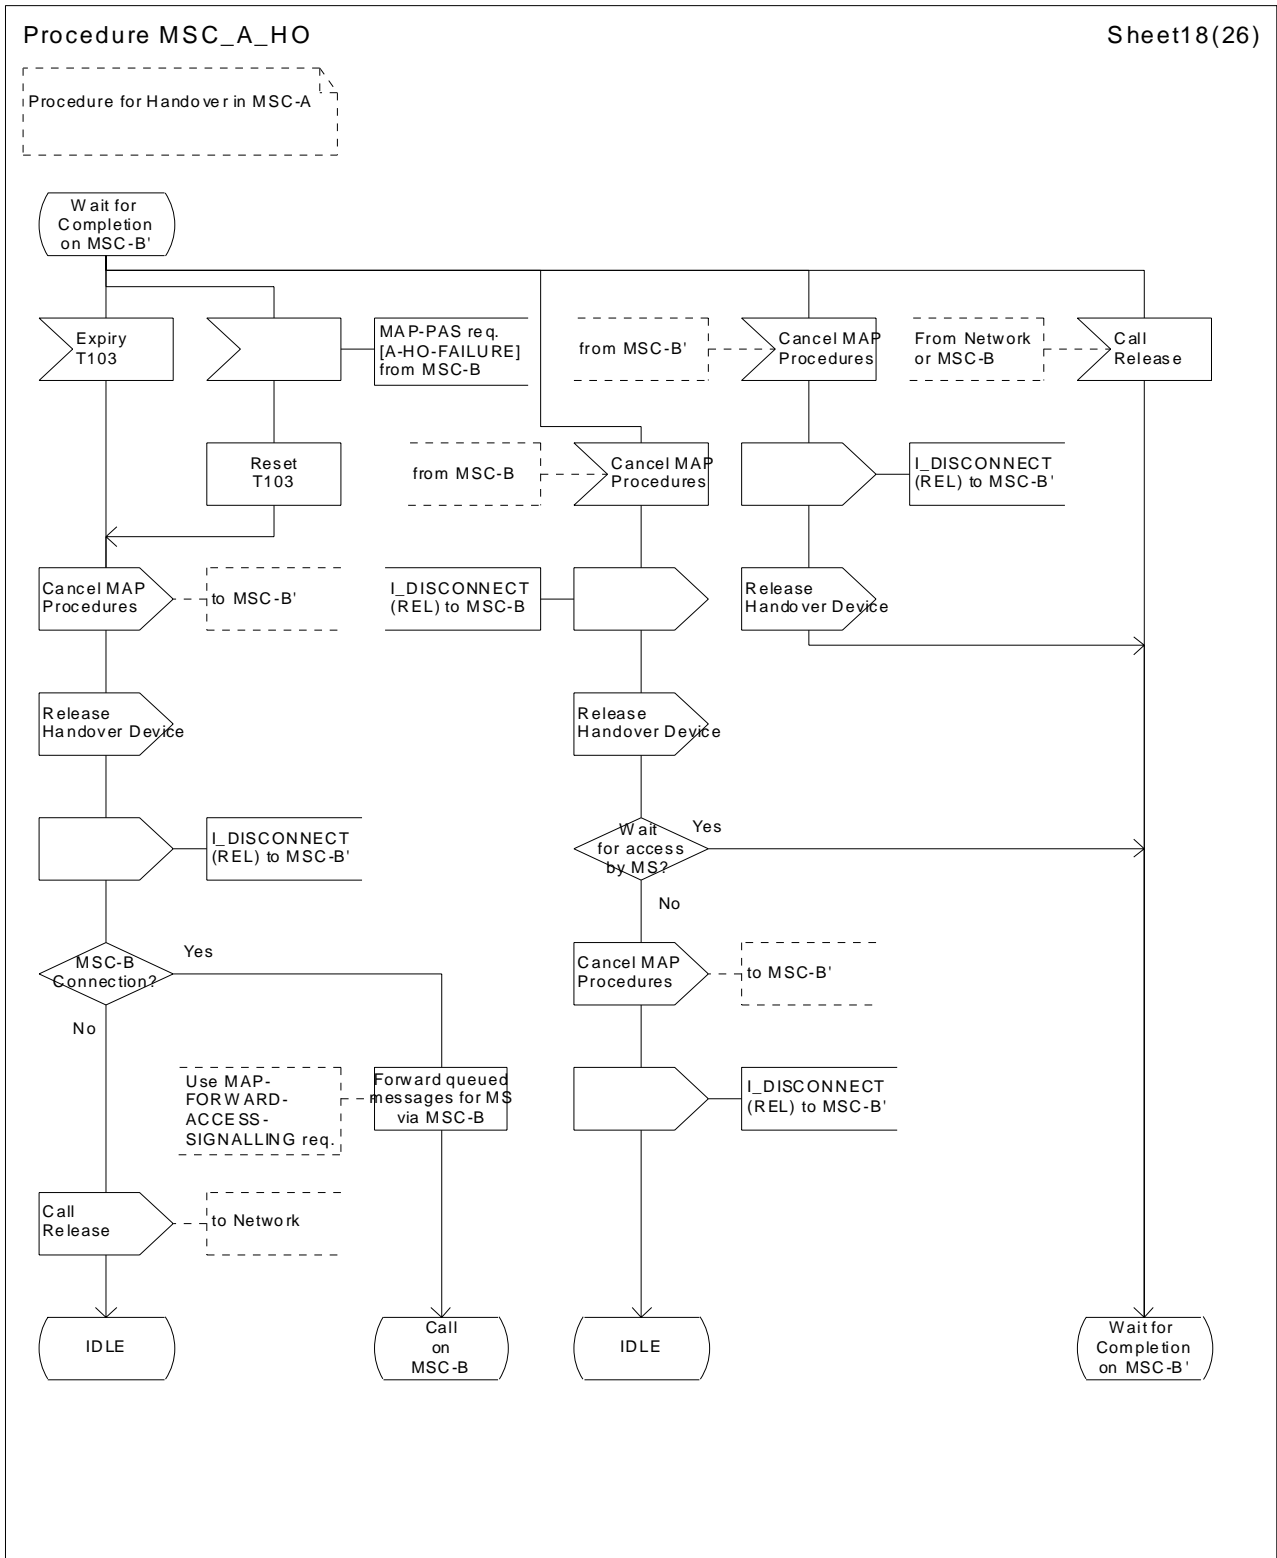 Procedure MSC_A_HO
Sheet18(26)
Procedure for Handover in MSC-A
Wait for
Completion
on MSC-B'
Expiry
T103
MAP-PAS req.
[A-HO-FAILURE]
from MSC-B
from MSC-B'
Cancel MAP
Procedures
From Network
or MSC-B
Call
Release
Reset
T103
from MSC-B
Cancel MAP
Procedures
I_DISCONNECT
(REL) to MSC-B'
Cancel MAP
Procedures
to MSC-B'
I_DISCONNECT
(REL) to MSC-B
Release
Handover Device
Release
Handover Device
Release
Handover Device
I_DISCONNECT
(REL) to MSC-B'
Wait
for access
by MS?
Yes
No
MSC-B
Connection?
Yes
No
Cancel MAP
Procedures
to MSC-B'
Use MAP-
FORWARD-
ACCESS-
SIGNALLING req.
Forward queued
messages for MS
via MSC-B
I_DISCONNECT
(REL) to MSC-B'
Call
Release
to Network
IDLE
Call
on
MSC-B
IDLE
Wait for
Completion
on MSC-B'